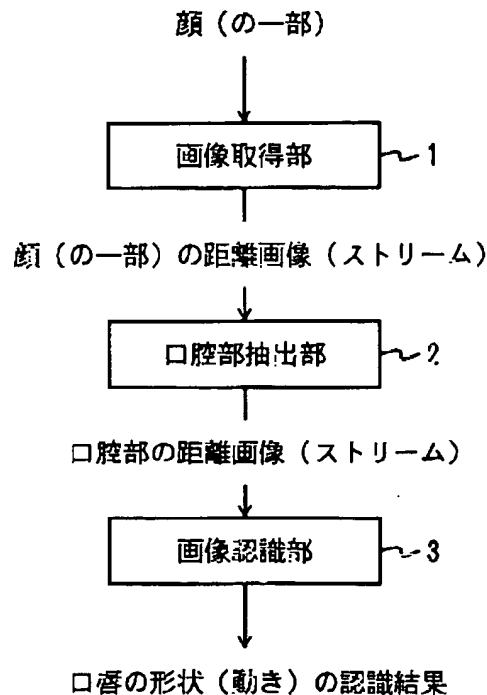 顔（の一部）
画像取得部 1
顔（の一部）の距離画像（ストリーム）
口腔部抽出部 2
口腔部の距離画像（ストリーム）
画像認識部 3
口唇の形状（動き）の認識結果